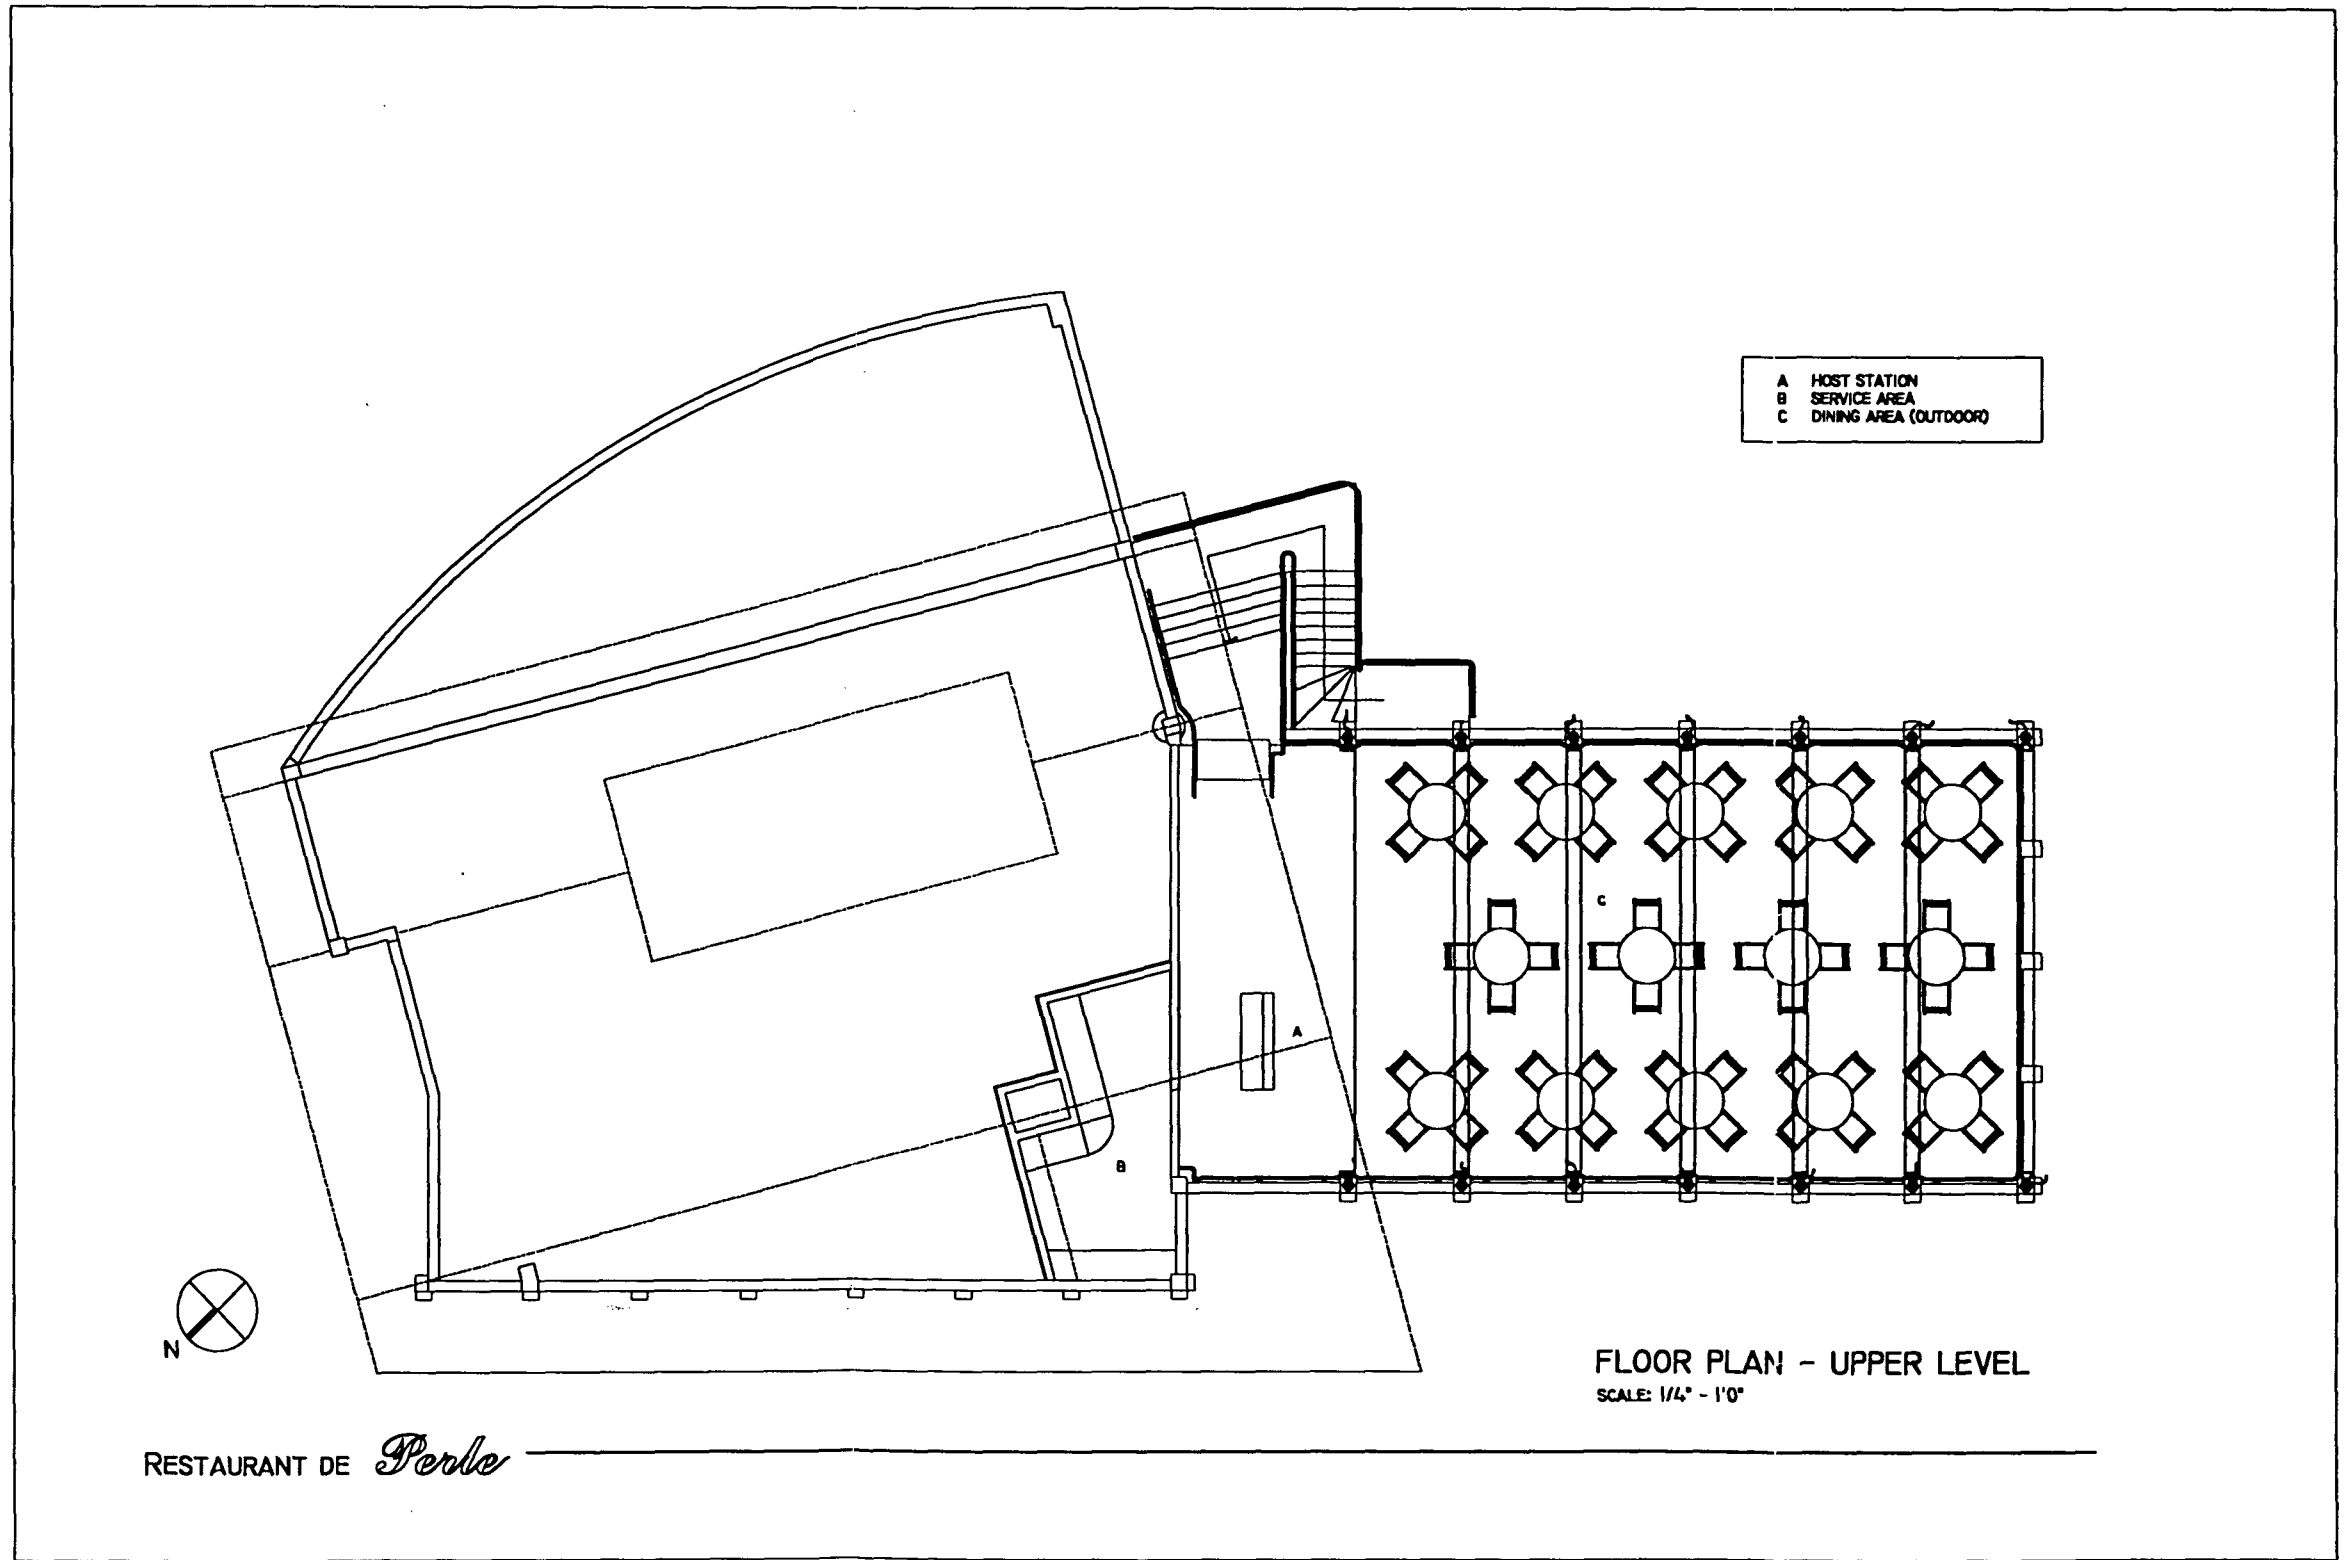 A HOST STATION
B SERVICE AREA
C DINING AREA (OUTDOOR)
C
A
B
N
FLOOR PLAN - UPPER LEVEL
SCALE: 1/4" - 1'0"
RESTAURANT DE Perle